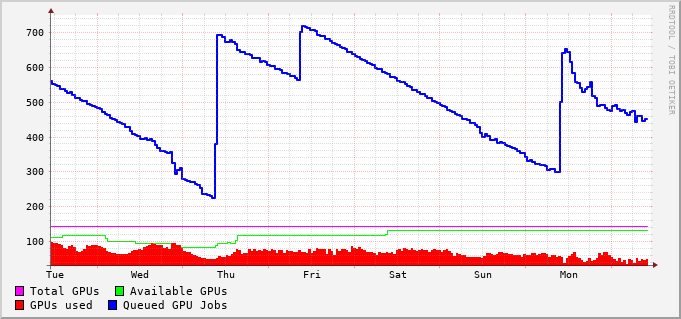 700
600
500
400
300
200
100
Tue Wed Thu Fri Sat Sun Mon
Total GPUs Available GPUs
GPUs used Queued GPU Jobs
RRDTOOL / TOBI OETIKER